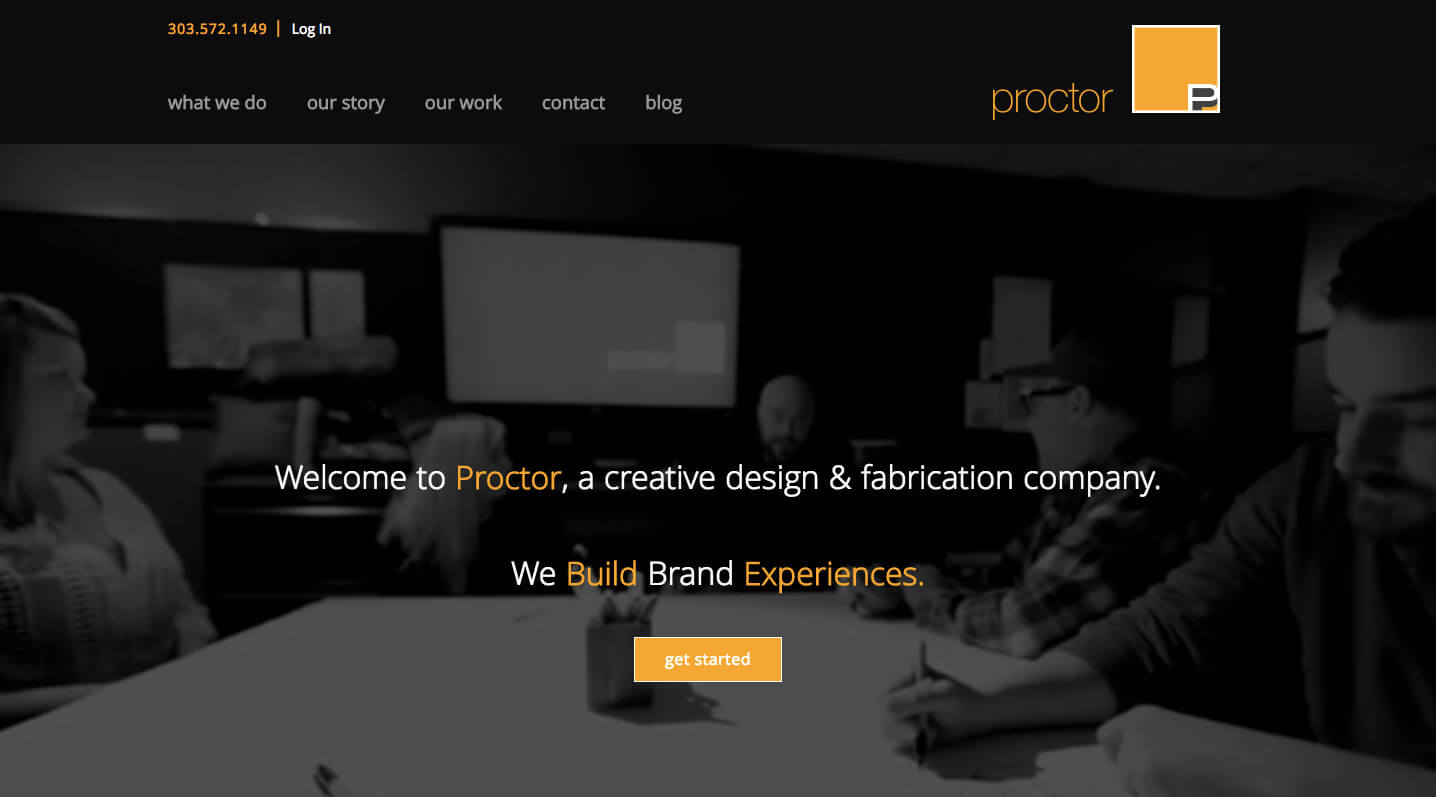 303.572.1149 | Log In
what we do our story our work contact blog
proctor
P
Welcome to Proctor, a creative design & fabrication company.
We Build Brand Experiences.
get started